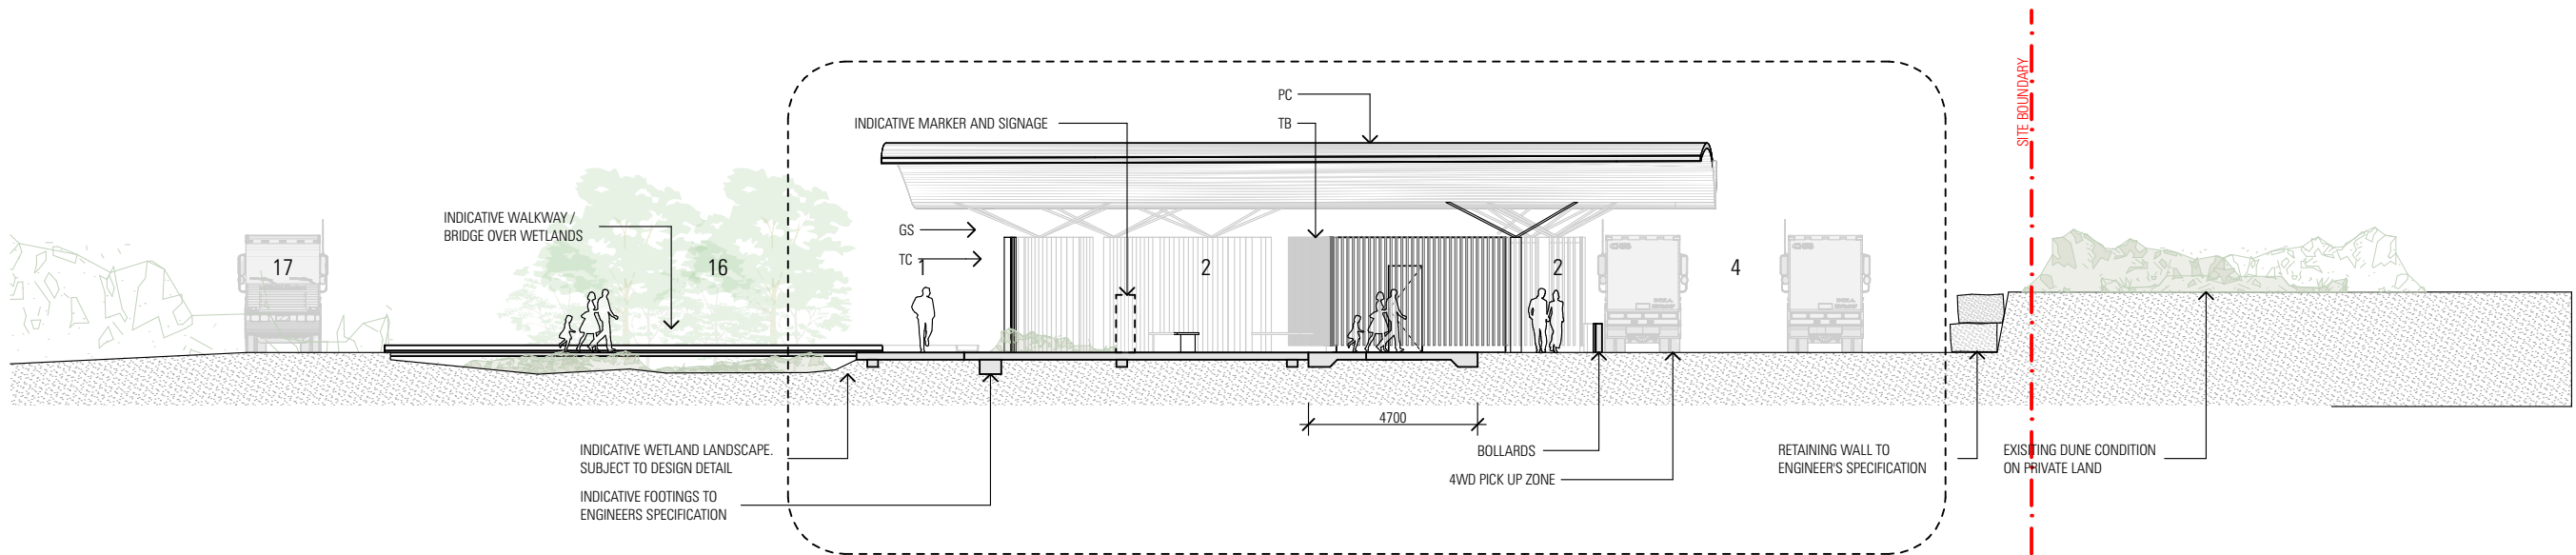 SITE BOUNDARY
PC
INDICATIVE MARKER AND SIGNAGE
TB
INDICATIVE WALKWAY /
BRIDGE OVER WETLANDS
GS
TC
17
16
1
2
2
4
4700
INDICATIVE WETLAND LANDSCAPE.
SUBJECT TO DESIGN DETAIL
BOLLARDS
RETAINING WALL TO
ENGINEER'S SPECIFICATION
EXISITING DUNE CONDITION
ON PRIVATE LAND
4WD PICK UP ZONE
INDICATIVE FOOTINGS TO
ENGINEERS SPECIFICATION